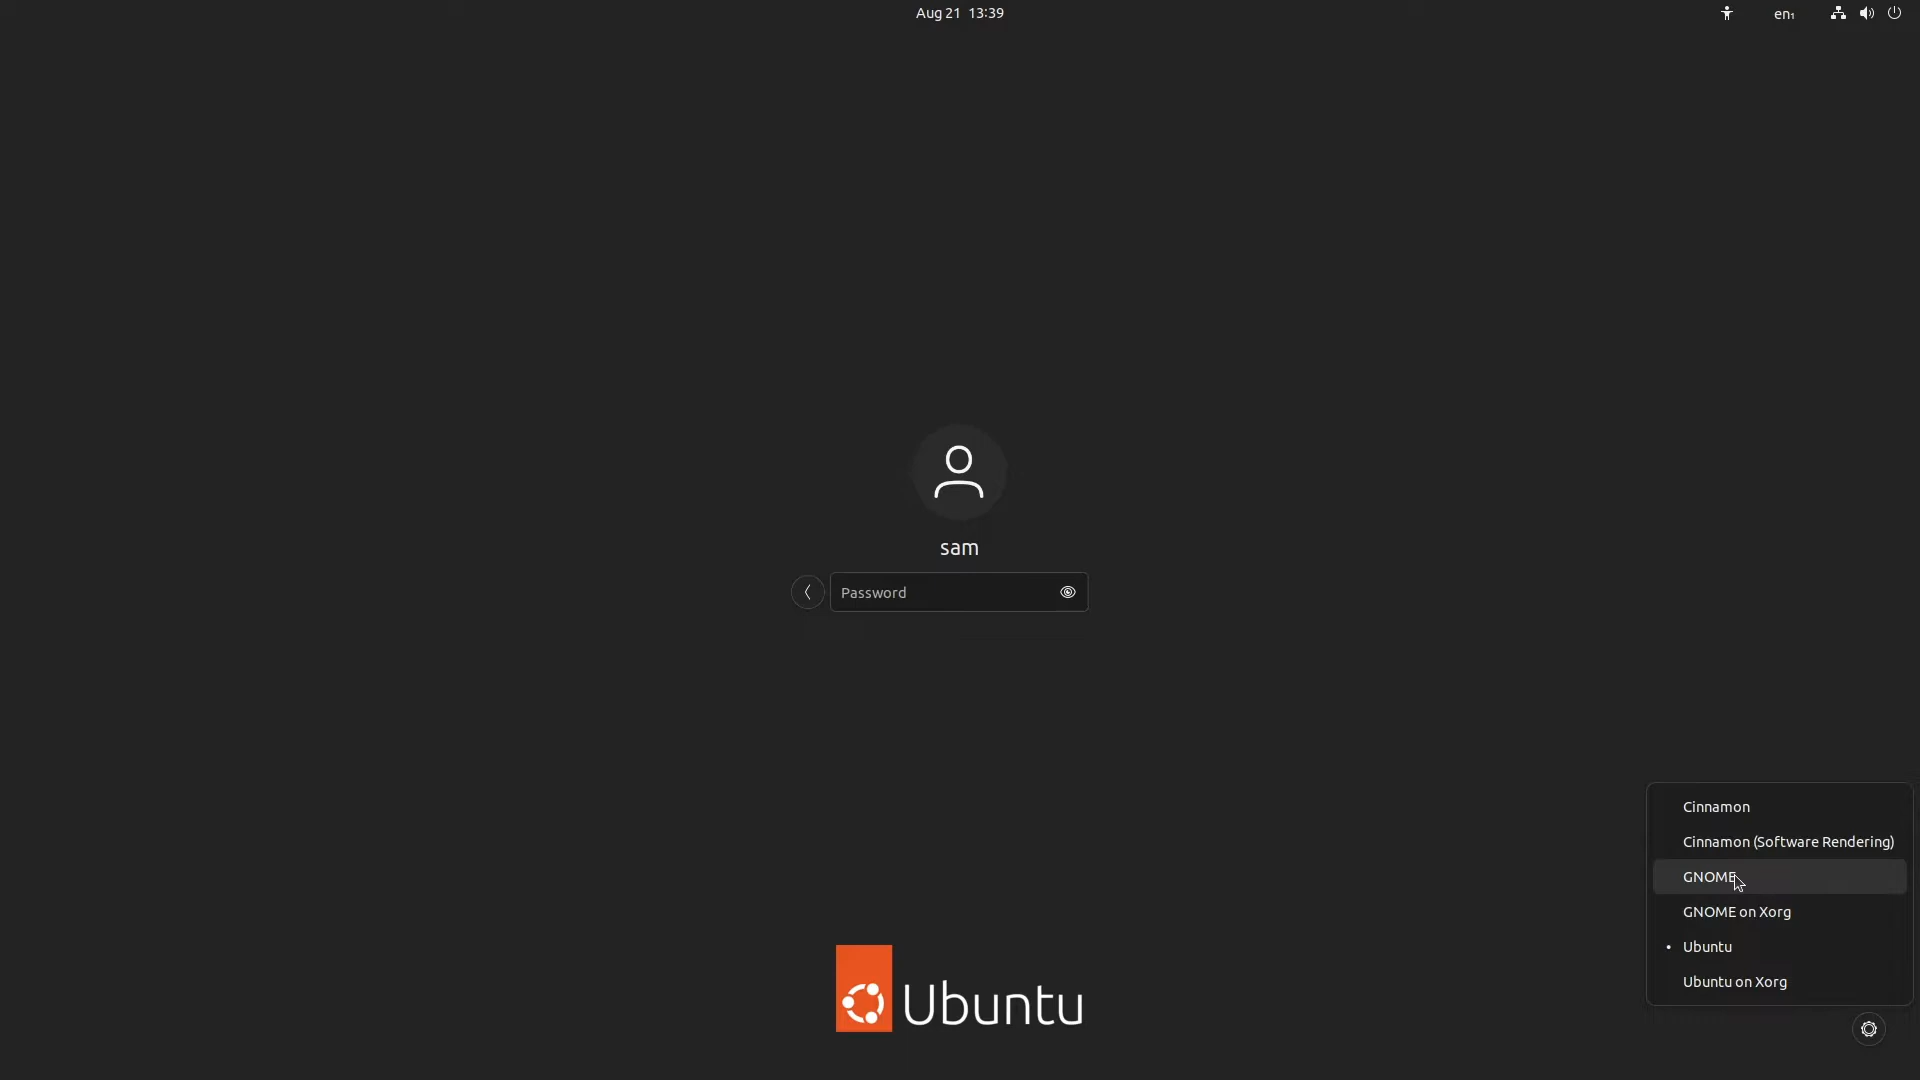 Aug 21 13:39
en₁
sam
Password
Cinnamon
Cinnamon (Software Rendering)
GNOME
GNOME on Xorg
• Ubuntu
Ubuntu on Xorg
Ubuntu